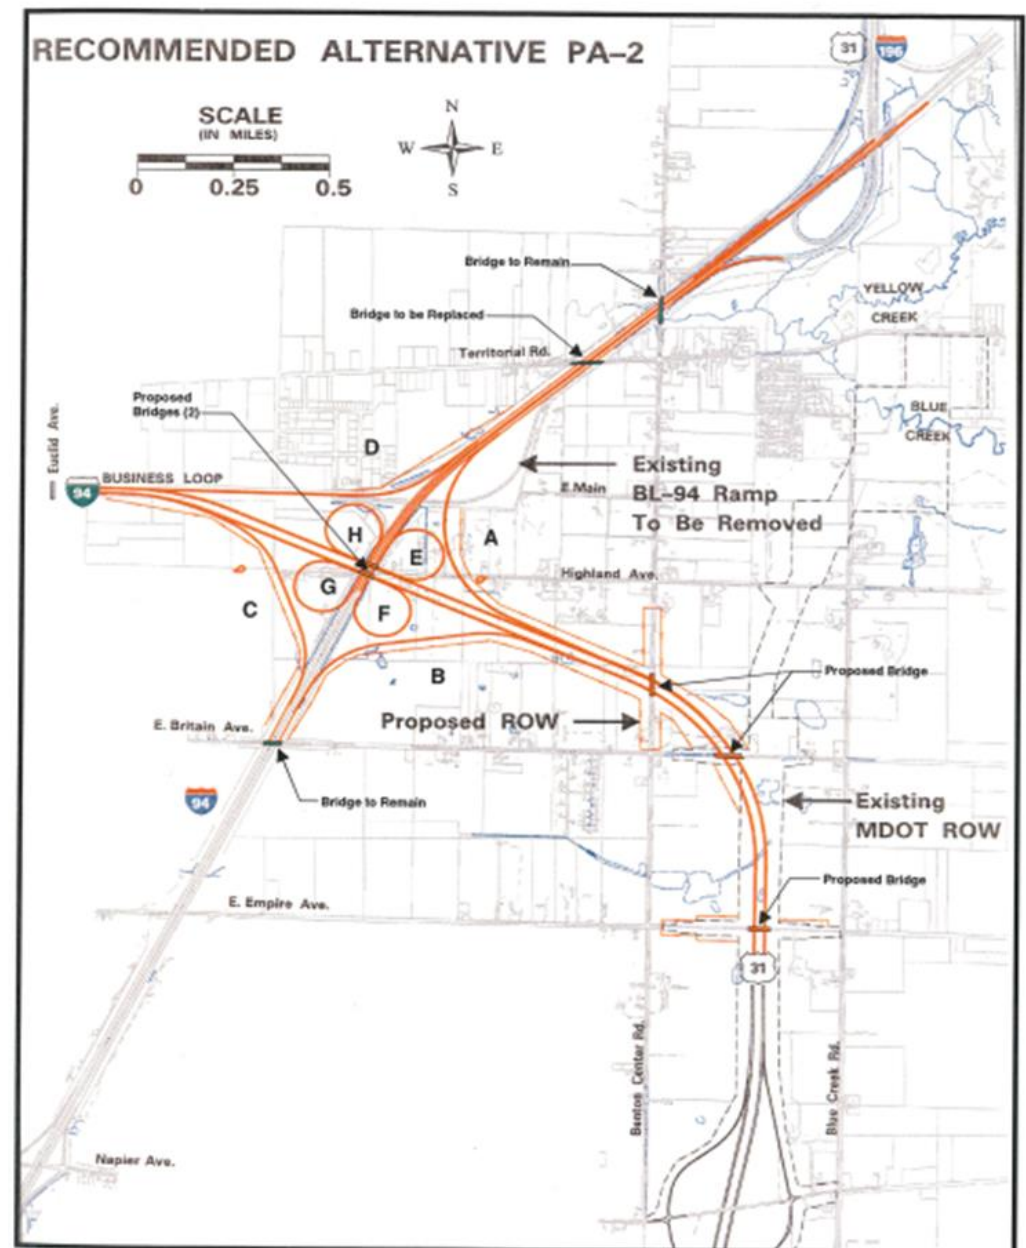 RECOMMENDED ALTERNATIVE PA-2
31
196
SCALE
(IN MILES)
0 0.25 0.5
N
W E
S
Bridge to Remain
Bridge to be Replaced
Territorial Rd.
YELLOW
CREEK
Proposed
Bridges (2)
Euclid Ave.
BLUE
CREEK
D
BUSINESS LOOP
94
Existing
BL-94 Ramp
To Be Removed
E.Main
H
E
A
Highland Ave.
G
F
C
B
Proposed Bridge
Proposed ROW
E. Britain Ave.
94
Bridge to Remain
Existing
MDOT ROW
Proposed Bridge
E. Empire Ave.
31
Benton Center Rd.
Blue Creek Rd.
Napier Ave.